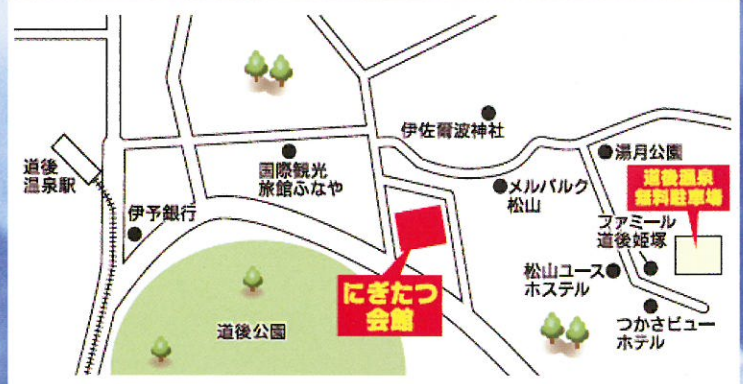 道後
温泉駅
伊予銀行
国際観光
旅館ふなや
伊佐爾波神社
湯月公園
メルパルク
松山
道後温泉
無料駐車場
ファミール
道後姫塚
松山ユース
ホステル
つかさビュー
ホテル
にぎたつ
会館
道後公園